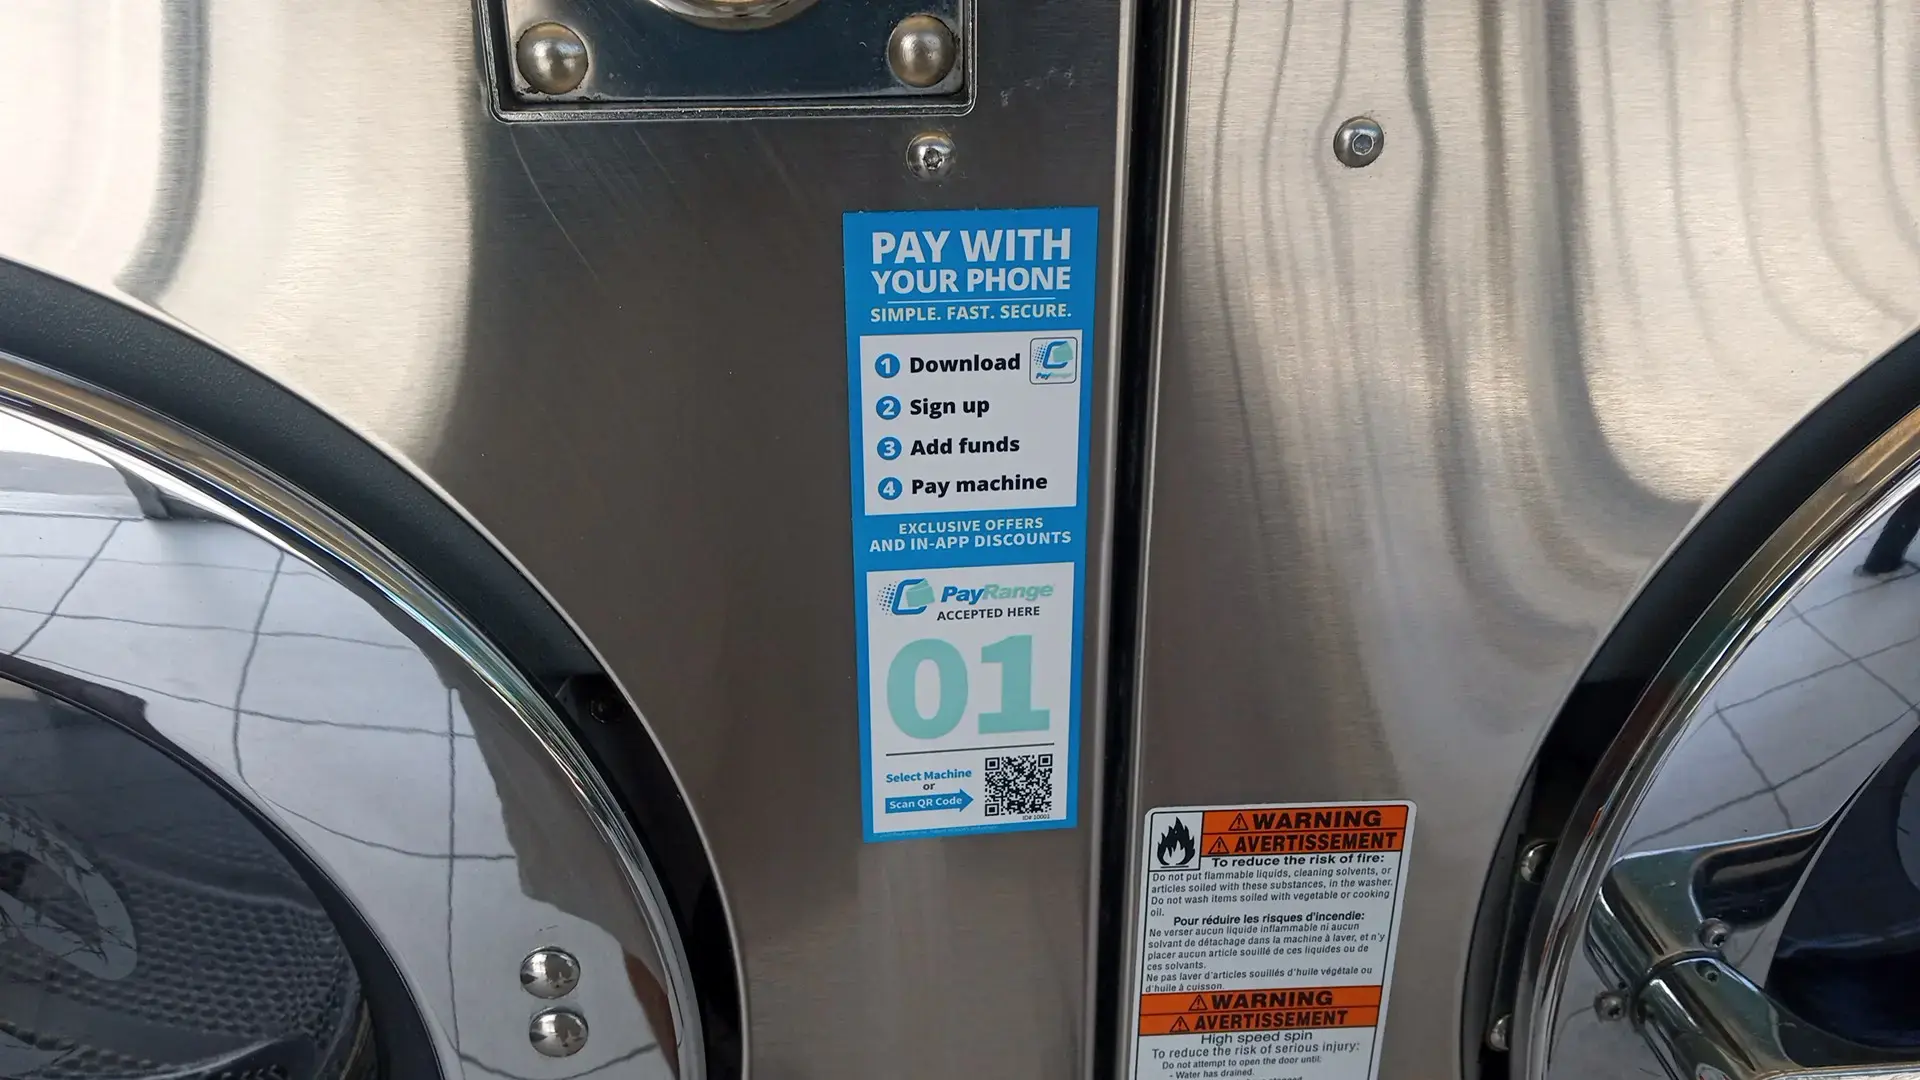 PAY WITH
YOUR PHONE
SIMPLE. FAST. SECURE.
1 Download
PayRange
2 Sign up
3 Add funds
4 Pay machine
EXCLUSIVE OFFERS
AND IN-APP DISCOUNTS
PayRange
ACCEPTED HERE
01
Select Machine
or
Scan QR Code
ID# 10001
WARNING
AVERTISSEMENT
To reduce the risk of fire:
Do not put flammable liquids, cleaning solvents, or
articles soiled with these substances, in the washer.
Do not wash items soiled with vegetable or cooking
oil.
Pour réduire les risques d'incendie:
Ne verser aucun liquide inflammable ni aucun
solvant de détachage dans la machine à laver, et n'y
placer aucun article souillé de ces liquides ou de
ces solvants.
Ne pas laver d'articles souillés d'huile végétale ou
d'huile à cuisson.
WARNING
AVERTISSEMENT
High speed spin
To reduce the risk of serious injury:
Do not attempt to open the door until:
- Water has drained.